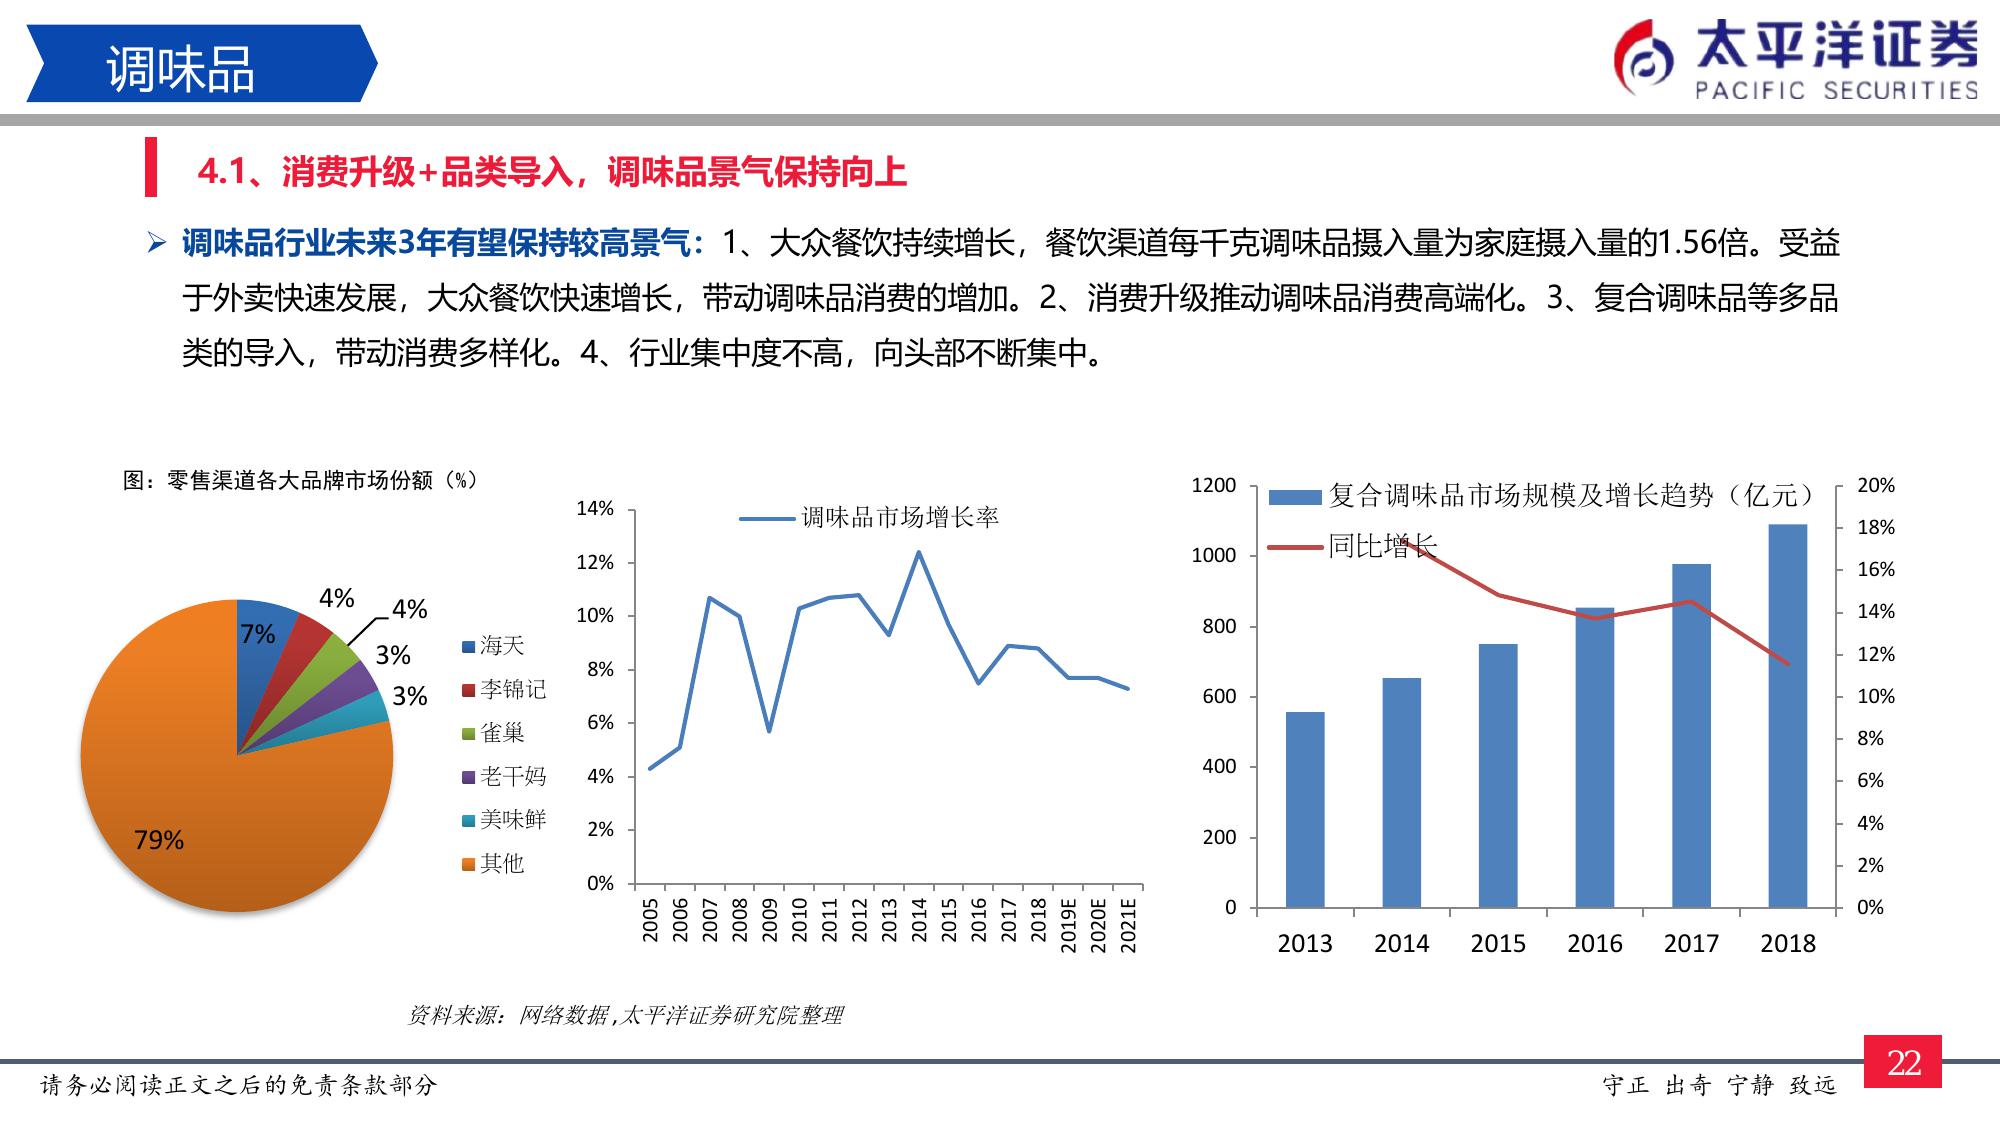 调味品
太平洋证券
PACIFIC SECURITIES
4.1、消费升级+品类导入，调味品景气保持向上
➢ 调味品行业未来3年有望保持较高景气：1、大众餐饮持续增长，餐饮渠道每千克调味品摄入量为家庭摄入量的1.56倍。受益
于外卖快速发展，大众餐饮快速增长，带动调味品消费的增加。2、消费升级推动调味品消费高端化。3、复合调味品等多品
类的导入，带动消费多样化。4、行业集中度不高，向头部不断集中。
图：零售渠道各大品牌市场份额（%）
7%
4%
4%
3%
3%
79%
海天
李锦记
雀巢
老干妈
美味鲜
其他
调味品市场增长率
14%
12%
10%
8%
6%
4%
2%
0%
2005 2006 2007 2008 2009 2010 2011 2012 2013 2014 2015 2016 2017 2018 2019E 2020E 2021E
复合调味品市场规模及增长趋势（亿元）
同比增长
1200
1000
800
600
400
200
0
20%
18%
16%
14%
12%
10%
8%
6%
4%
2%
0%
2013 2014 2015 2016 2017 2018
资料来源：网络数据,太平洋证券研究院整理
请务必阅读正文之后的免责条款部分
守正 出奇 宁静 致远
22